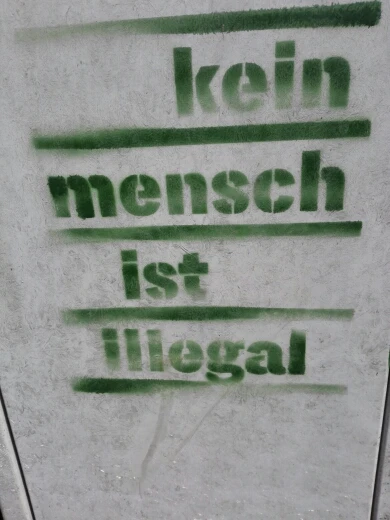 kein
mensch
ist
illegal